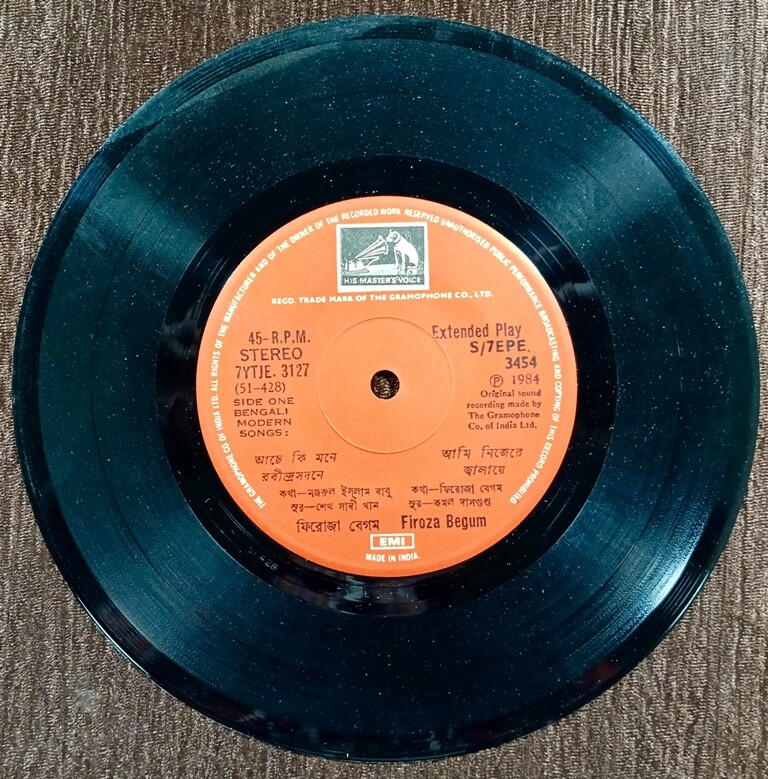 THE GRAMOPHONE CO. OF INDIA LTD. ALL RIGHTS OF THE MANUFACTURER AND OF THE OWNER OF THE RECORDED WORK RESERVED UNAUTHORISED PUBLIC PERFORMANCE BROADCASTING AND COPYING OF THIS RECORD PROHIBITED
HIS MASTER'S VOICE
REGD. TRADE MARK OF THE GRAMOPHONE CO., LTD.
45-R.P.M.
STEREO
7YTJE. 3127
(51-428)
SIDE ONE
BENGALI
MODERN
SONGS:
Extended Play
S/7EPE.
3454
Ⓟ 1984
Original sound
recording made by
The Gramophone
Co. of India Ltd.
আছে কি মনে
রবীন্দ্রসদনে
কথা—নজরুল ইসলাম বাবু
সুর—শেখ সাদী খান
আমি নিজেরে
জ্বালায়ে
কথা—ফিরোজা বেগম
সুর—কমল দাসগুপ্ত
ফিরোজা বেগম Firoza Begum
EMI
MADE IN INDIA.